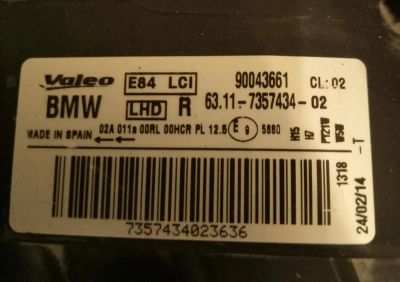 Valeo E84 LCI 90043661 CL:02
BMW LHD R 63.11-7357434-02
MADE IN SPAIN 02A 011a 00RL 00HCR PL 12.5 E 9 5880
H15
H7
PY21W
W5W
1318 -T
24/02/14
7357434023636